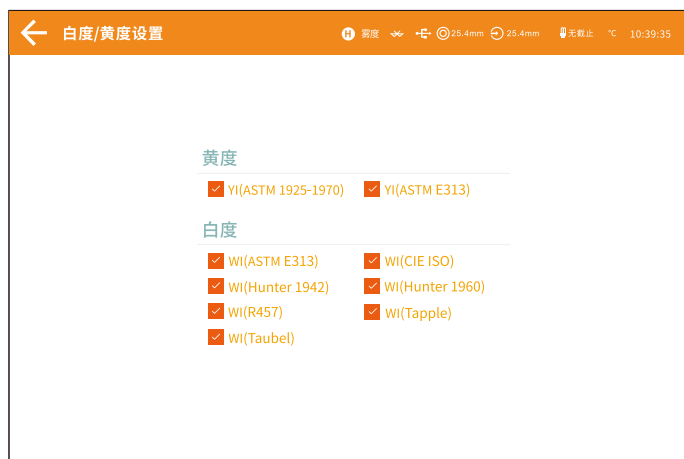 白度/黄度设置 H 雾度 25.4mm 25.4mm 无截止 ℃ 10:39:35
黄度
YI(ASTM 1925-1970) YI(ASTM E313)
白度
WI(ASTM E313) WI(CIE ISO)
WI(Hunter 1942) WI(Hunter 1960)
WI(R457) WI(Tapple)
WI(Taubel)